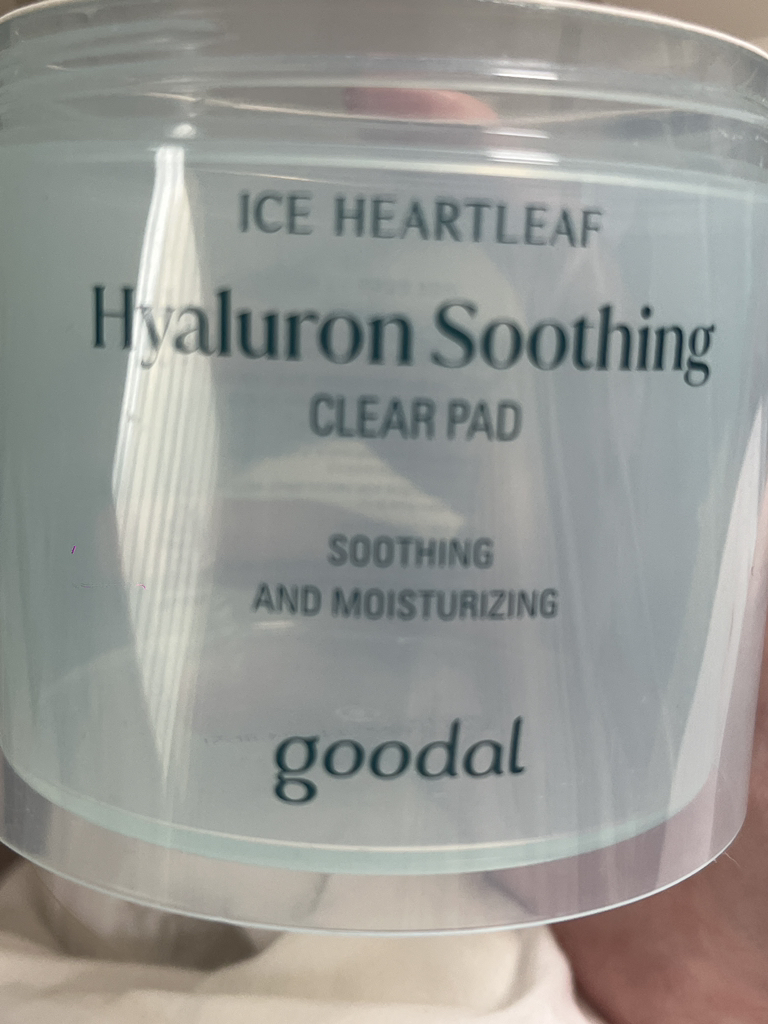 ICE HEARTLEAF
Hyaluron Soothing
CLEAR PAD
SOOTHING
AND MOISTURIZING
goodal